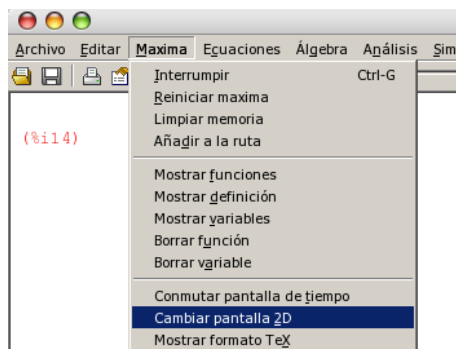 Archivo Editar Maxima Ecuaciones Álgebra Análisis Sim
Interrumpir Ctrl-G
Reiniciar maxima
Limpiar memoria
(%i14)
Añadir a la ruta
Mostrar funciones
Mostrar definición
Mostrar variables
Borrar función
Borrar variable
Conmutar pantalla de tiempo
Cambiar pantalla 2D
Mostrar formato TeX